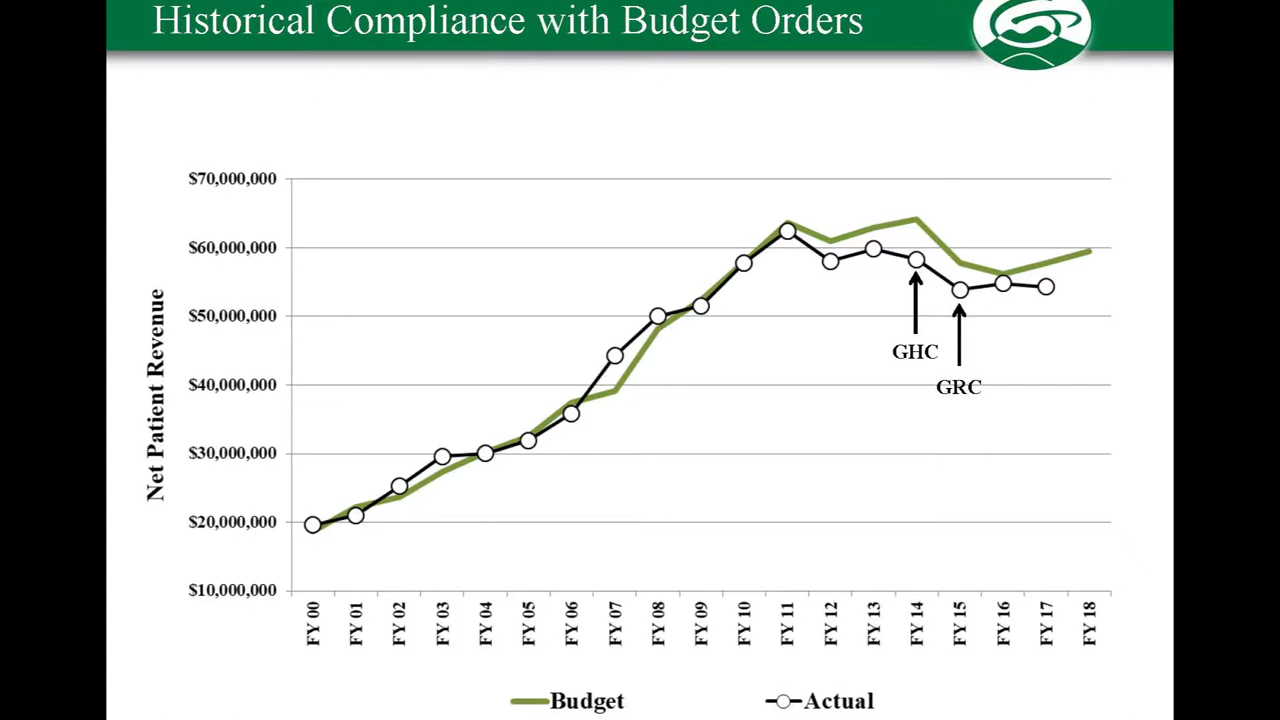 Historical Compliance with Budget Orders
$70,000,000
$60,000,000
$50,000,000
$40,000,000
$30,000,000
$20,000,000
$10,000,000
Net Patient Revenue
GHC
GRC
FY 00
FY 01
FY 02
FY 03
FY 04
FY 05
FY 06
FY 07
FY 08
FY 09
FY 10
FY 11
FY 12
FY 13
FY 14
FY 15
FY 16
FY 17
FY 18
Budget
Actual